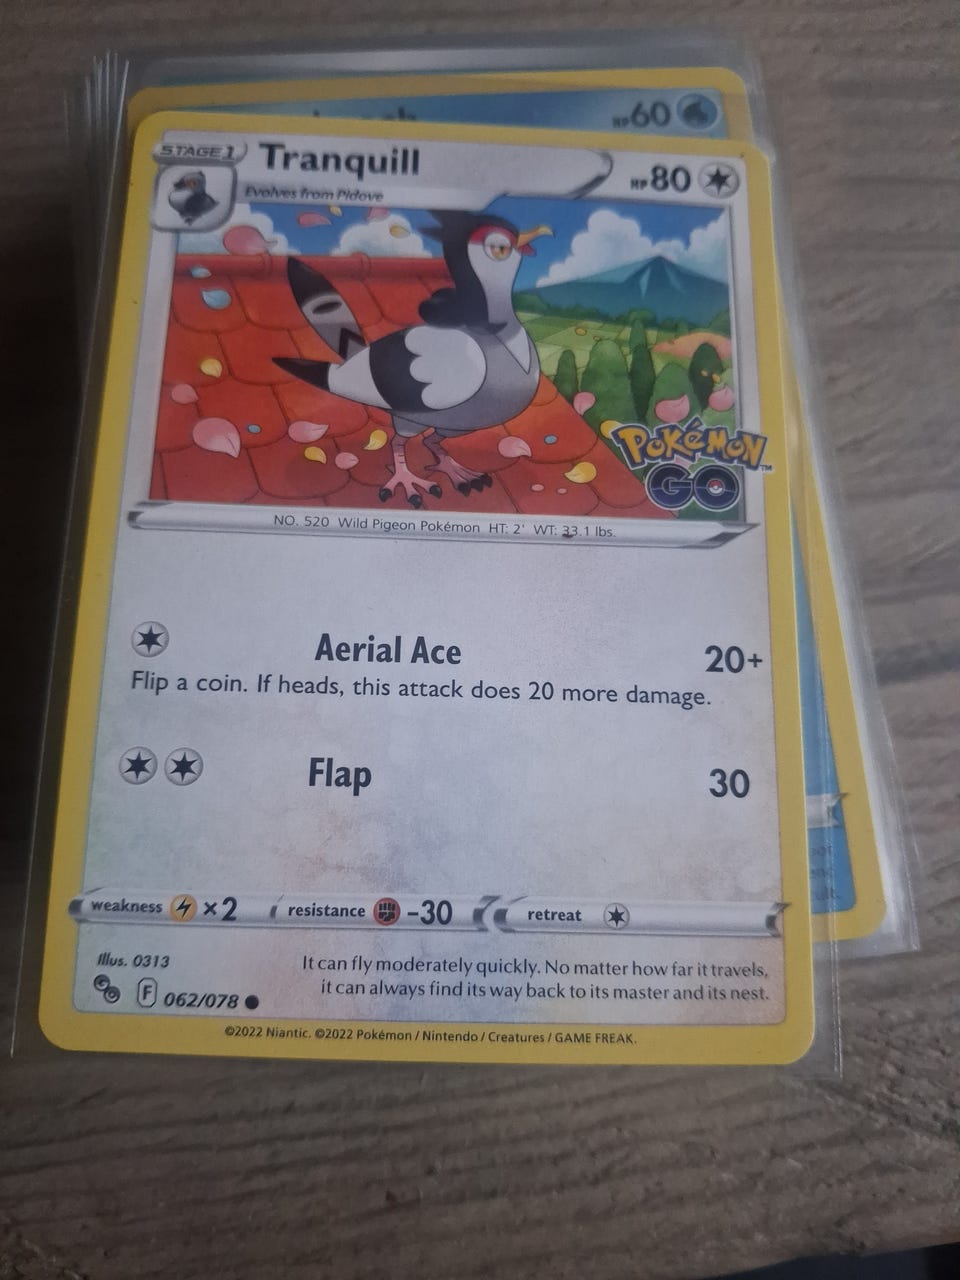 HP60
STAGE 1 Tranquill HP80
Evolves from Pidove
POKéMON™
GO
NO. 520 Wild Pigeon Pokémon HT: 2' WT: 33.1 lbs.
Aerial Ace 20+
Flip a coin. If heads, this attack does 20 more damage.
Flap 30
weakness ×2 resistance -30 retreat
Illus. 0313
It can fly moderately quickly. No matter how far it travels,
it can always find its way back to its master and its nest.
F 062/078
©2022 Niantic. ©2022 Pokémon / Nintendo / Creatures / GAME FREAK.